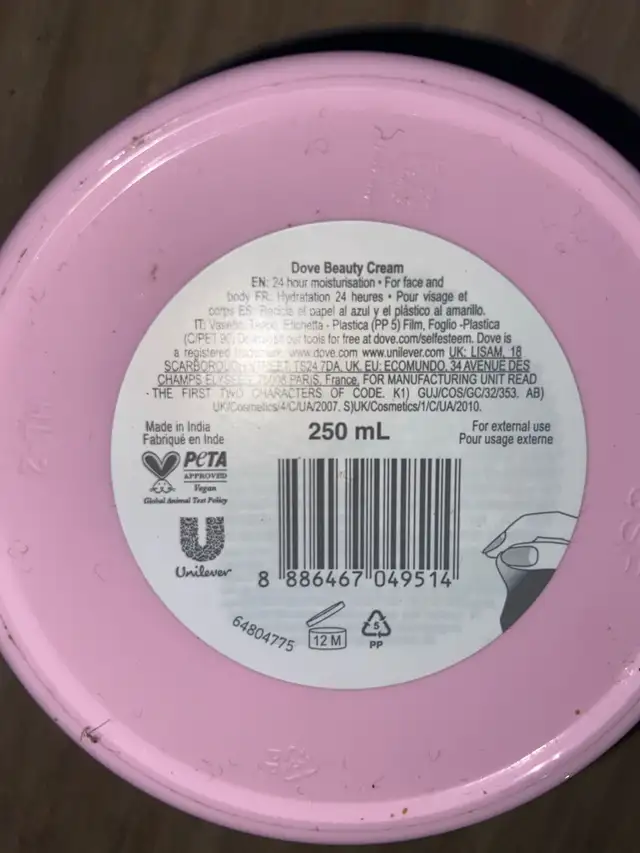 Dove Beauty Cream
EN: 24 hour moisturisation • For face and
body FR: Hydratation 24 heures • Pour visage et
corps ES: Recicla el papel al azul y el plástico al amarillo.
IT: Etichetta - Plastica (PP 5) Film, Foglio -Plastica
(C/PET 90) our tools for free at dove.com/selfesteem. Dove is
a registered www.dove.com www.unilever.com UK: LISAM, 18
SCARBOROUGH STREET, TS24 7DA, UK. EU: ECOMUNDO, 34 AVENUE DES
CHAMPS ELYSEES 75008 PARIS, France. FOR MANUFACTURING UNIT READ
THE FIRST TWO CHARACTERS OF CODE. K1) GUJ/COS/GC/32/353. AB)
UK/Cosmetics/4/C/UA/2007. S)UK/Cosmetics/1/C/UA/2010.
Made in India
Fabriqué en Inde
250 mL
For external use
Pour usage externe
PETA
APPROVED
Vegan
Global Animal Test Policy
Unilever
8 886467 049514
64804775
12 M
5
PP